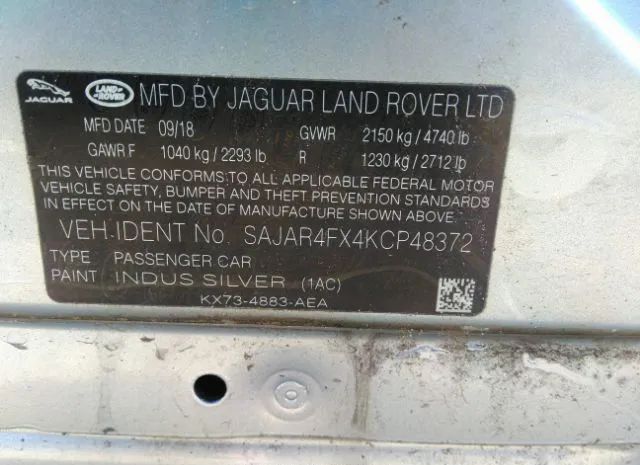 JAGUAR LAND ROVER MFD BY JAGUAR LAND ROVER LTD
MFD DATE 09/18 GVWR 2150 kg / 4740 lb
GAWR F 1040 kg / 2293 lb R 1230 kg / 2712 lb
THIS VEHICLE CONFORMS TO ALL APPLICABLE FEDERAL MOTOR
VEHICLE SAFETY, BUMPER AND THEFT PREVENTION STANDARDS
IN EFFECT ON THE DATE OF MANUFACTURE SHOWN ABOVE.
VEH.IDENT No. SAJAR4FX4KCP48372
TYPE PASSENGER CAR
PAINT INDUS SILVER (1AC)
KX73-4883-AEA